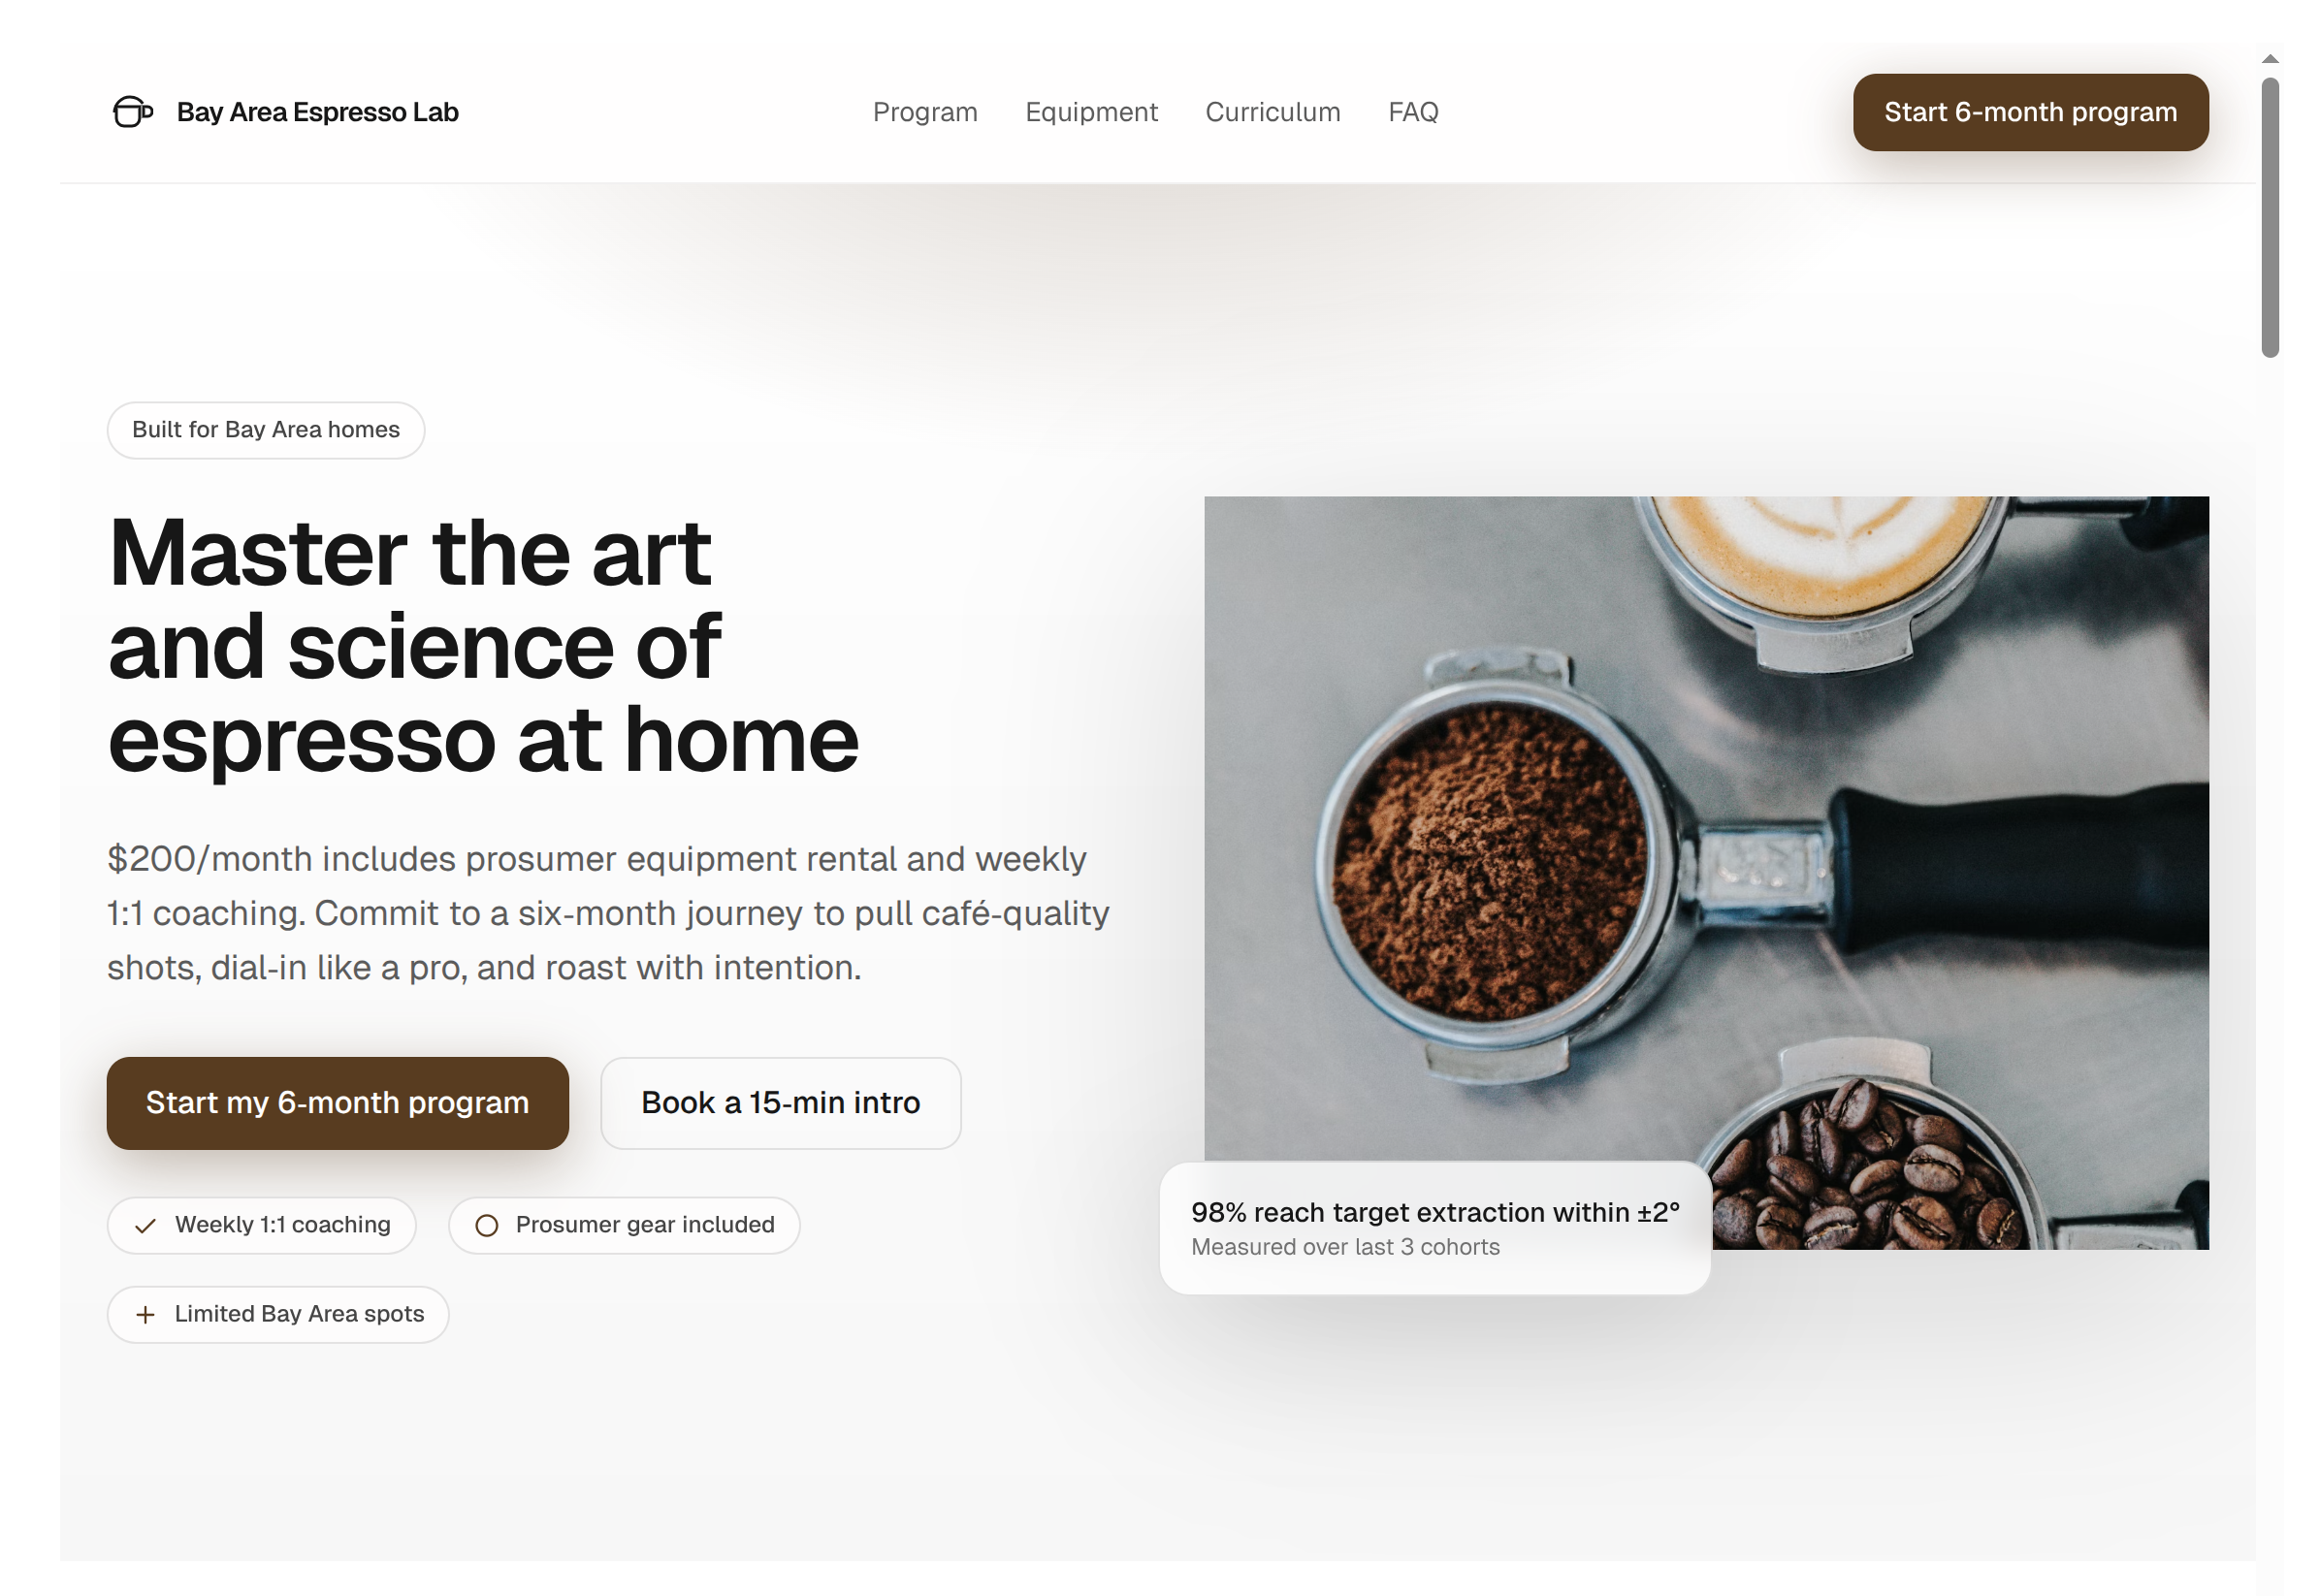 Bay Area Espresso Lab
Program
Equipment
Curriculum
FAQ
Start 6-month program
Built for Bay Area homes
Master the art
and science of
espresso at home
$200/month includes prosumer equipment rental and weekly
1:1 coaching. Commit to a six-month journey to pull café-quality
shots, dial-in like a pro, and roast with intention.
Start my 6-month program
Book a 15-min intro
Weekly 1:1 coaching
Prosumer gear included
Limited Bay Area spots
98% reach target extraction within ±2°
Measured over last 3 cohorts